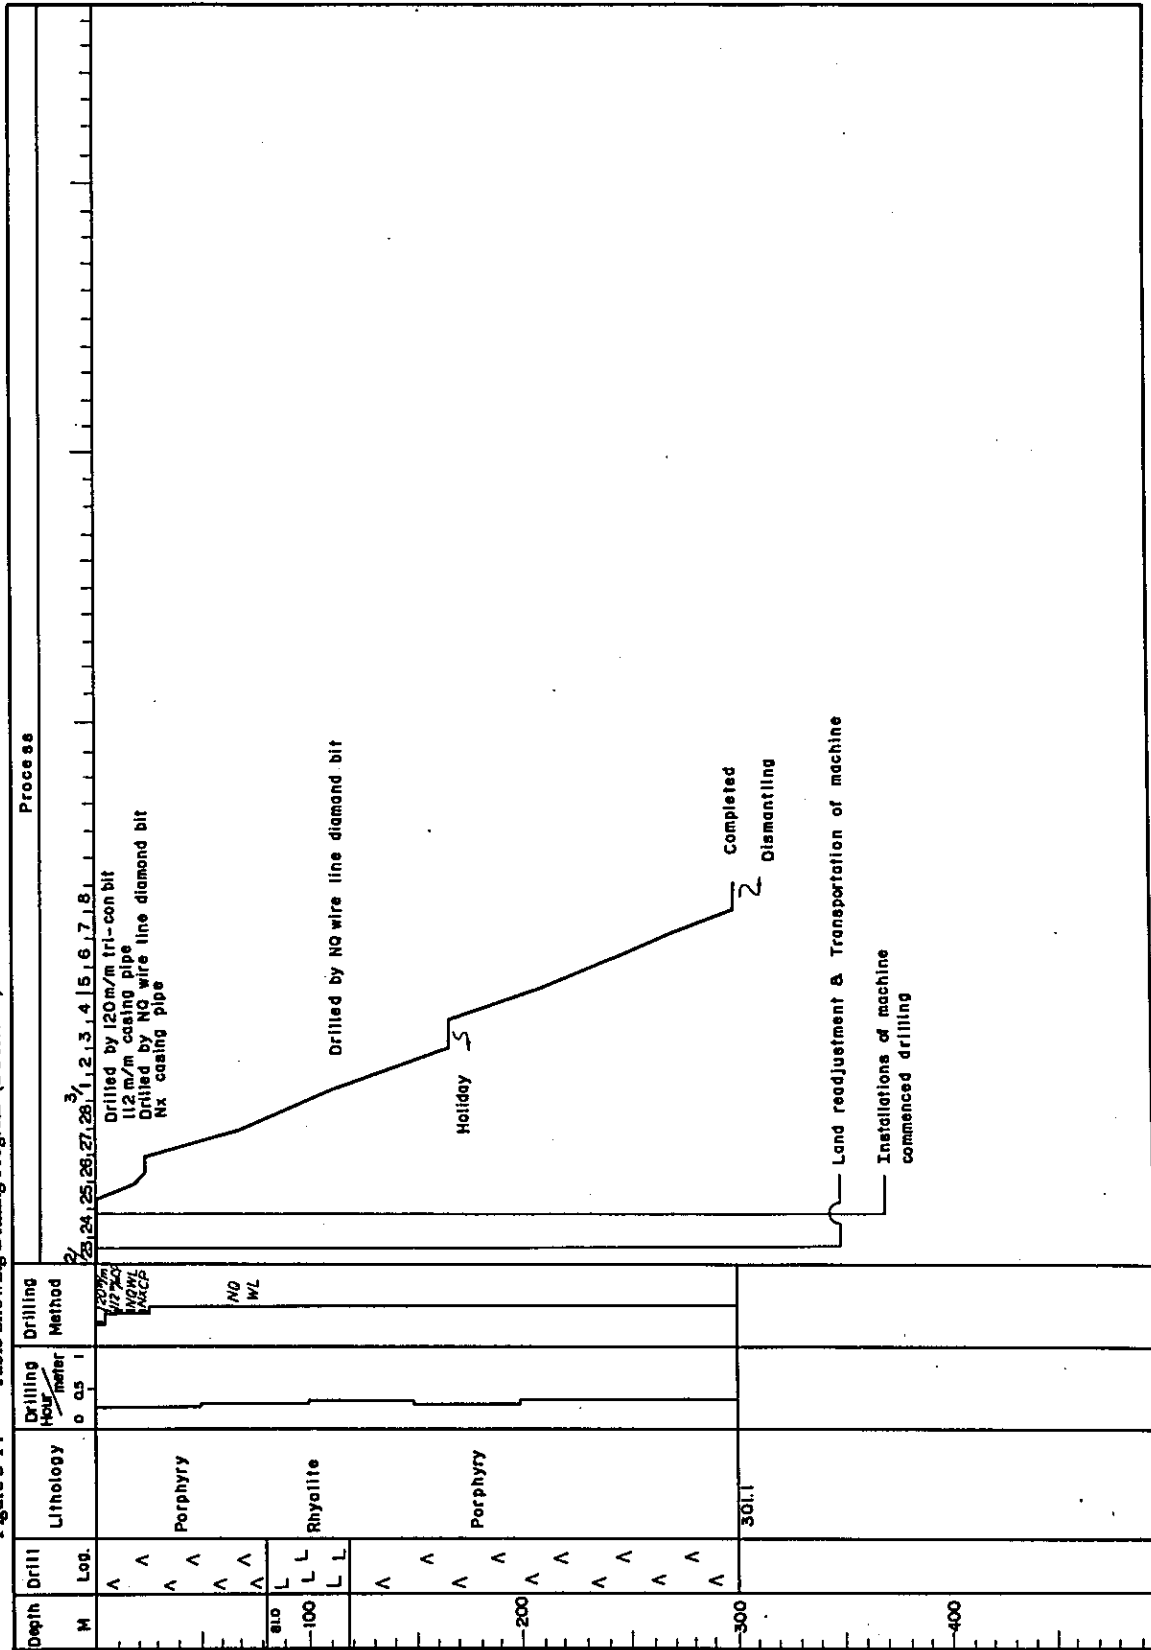 Depth
M
Drill
Log.
Lithology
Drilling
Hour/meter
0 0.5 1
Drilling
Method
Process
2/23, 24, 25, 26, 27, 28, 3/1, 2, 3, 4, 5, 6, 7, 8
NQ
WL
Drilled by 120m/m tri-con bit
112 m/m casing pipe
Drilled by NQ wire line diamond bit
Nx casing pipe
Porphyry
81.0
100
Rhyolite
Drilled by NQ wire line diamond bit
Holiday
Porphyry
200
300
301.1
Completed
Dismantling
Land readjustment & Transportation of machine
Installations of machine
commenced drilling
400